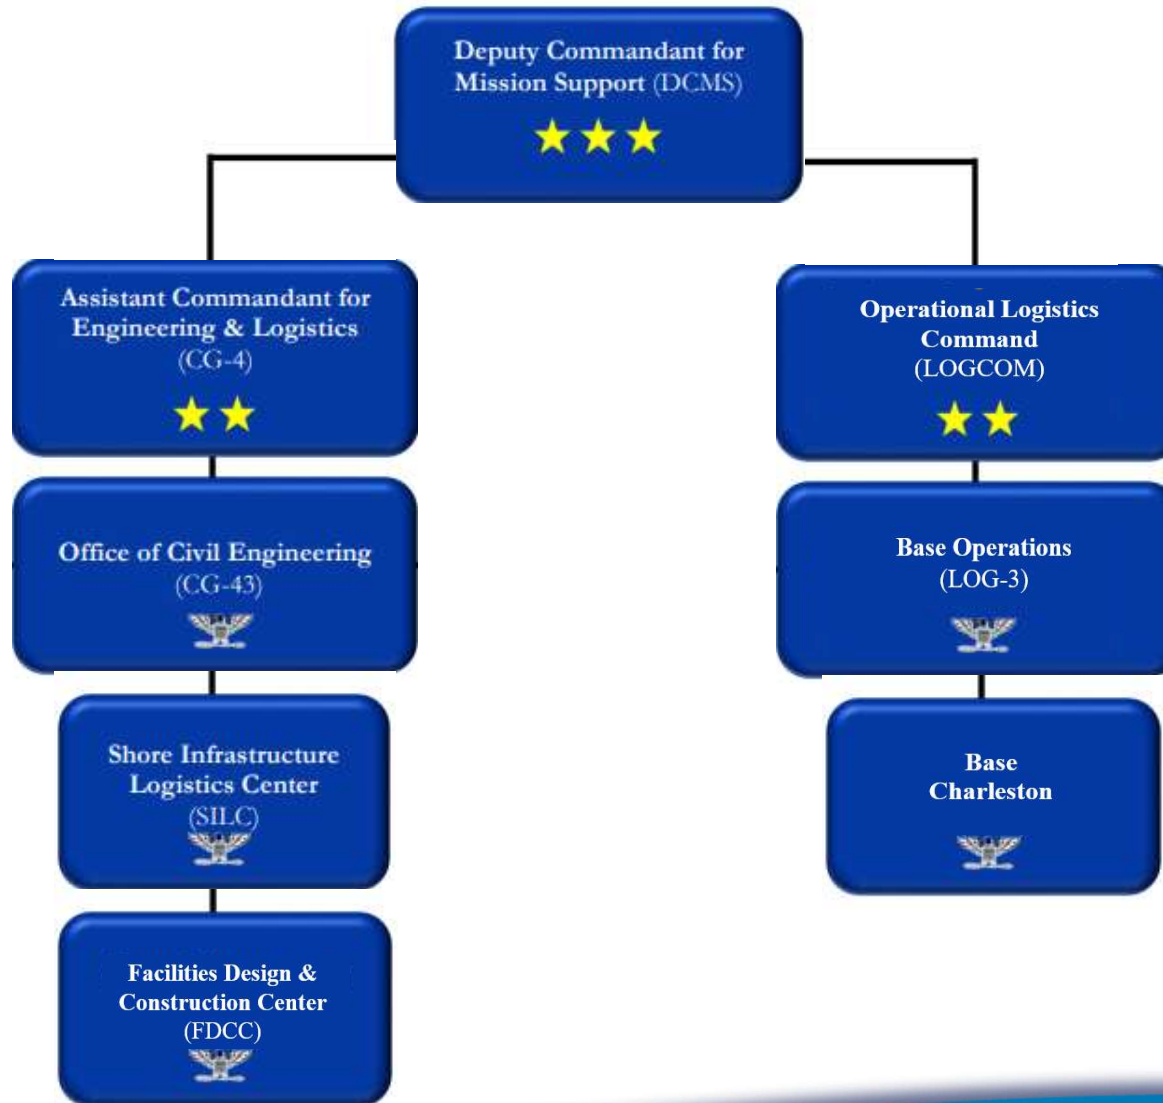 Deputy Commandant for
Mission Support (DCMS)
Assistant Commandant for
Engineering & Logistics
(CG-4)
Operational Logistics
Command
(LOGCOM)
Office of Civil Engineering
(CG-43)
Base Operations
(LOG-3)
Shore Infrastructure
Logistics Center
(SILC)
Base
Charleston
Facilities Design &
Construction Center
(FDCC)